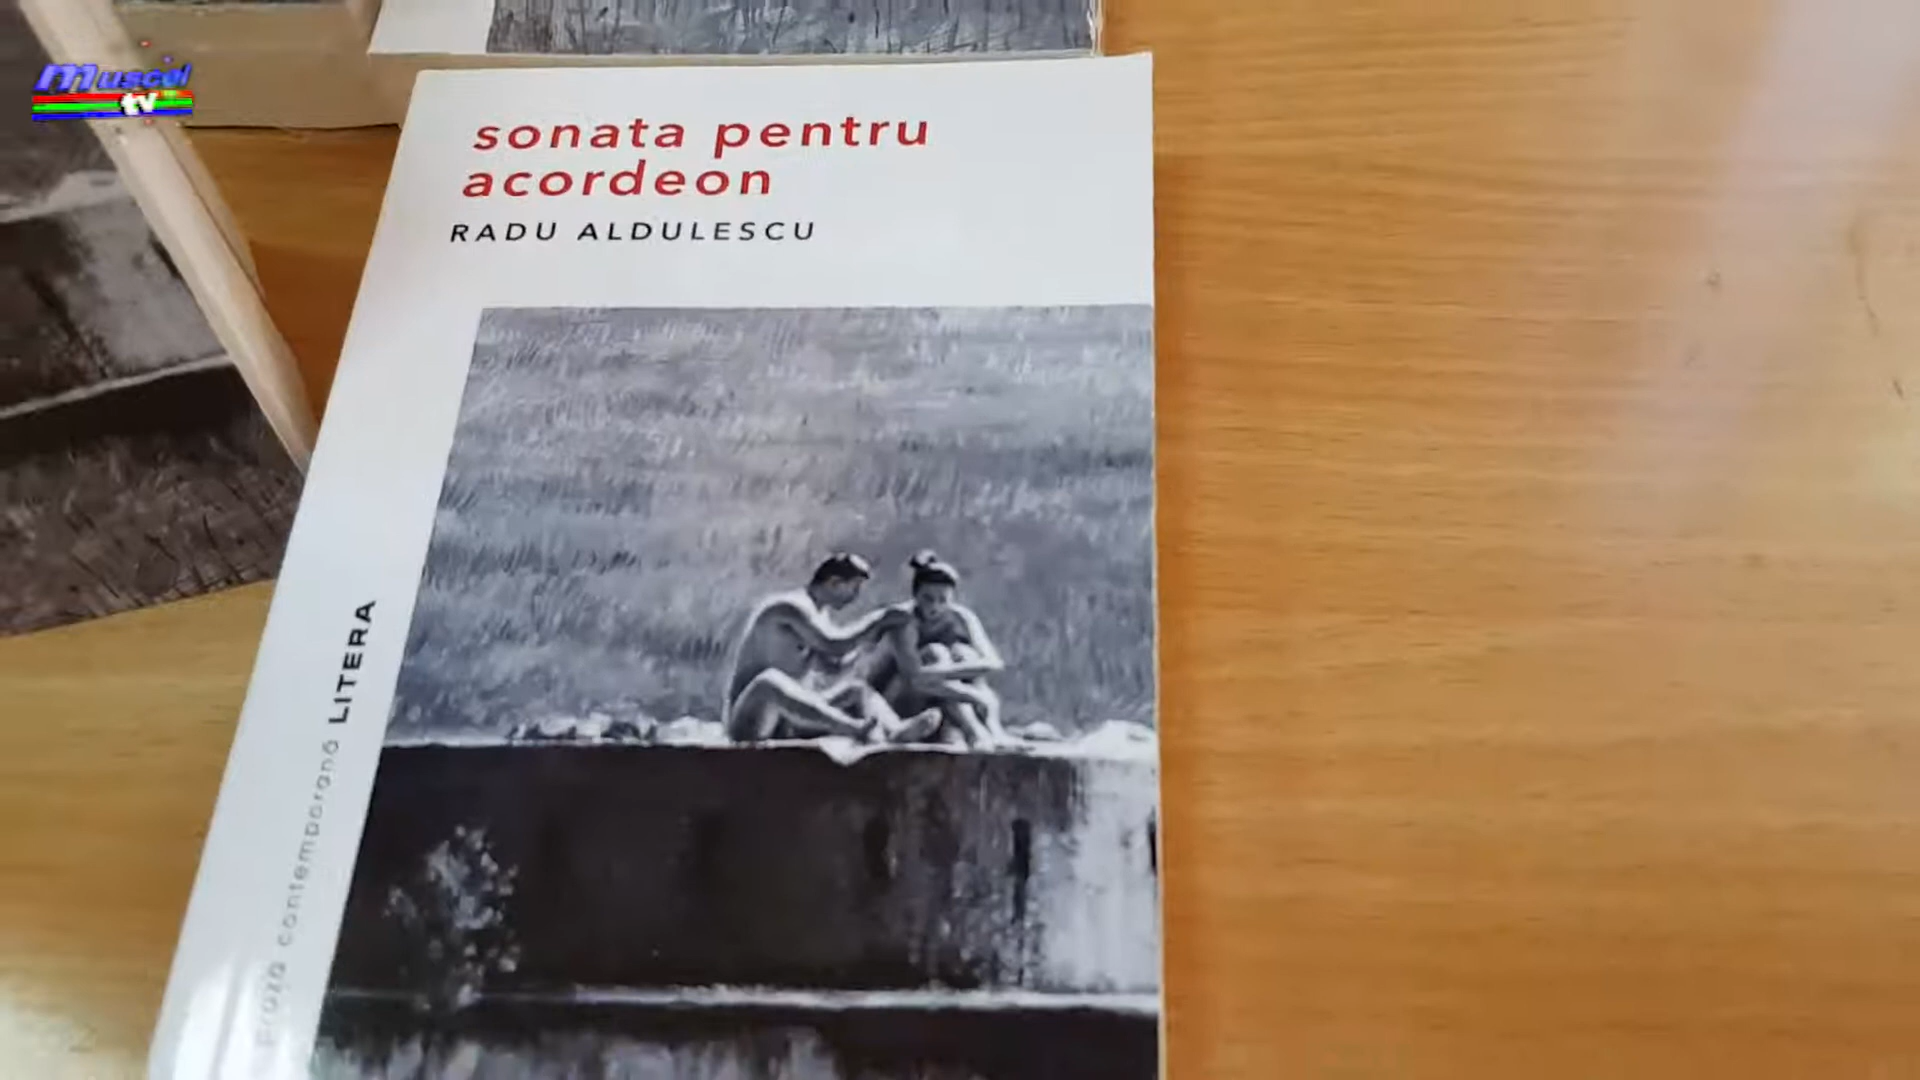 Muscel
tv
sonata pentru
acordeon
RADU ALDULESCU
Proză contemporană LITERA